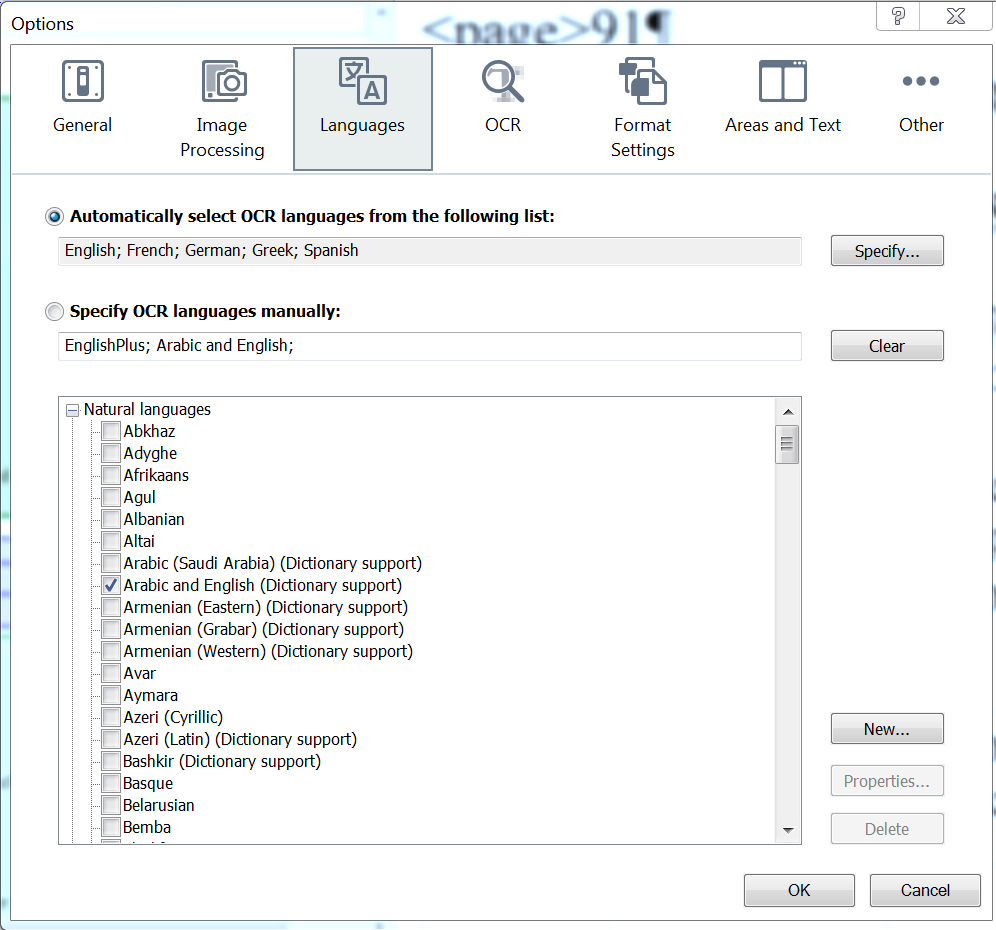 <page>91¶
Options
General
Image
Processing
Languages
OCR
Format
Settings
Areas and Text
Other
Automatically select OCR languages from the following list:
English; French; German; Greek; Spanish
Specify...
Specify OCR languages manually:
EnglishPlus; Arabic and English;
Clear
Natural languages
Abkhaz
Adyghe
Afrikaans
Agul
Albanian
Altai
Arabic (Saudi Arabia) (Dictionary support)
Arabic and English (Dictionary support)
Armenian (Eastern) (Dictionary support)
Armenian (Grabar) (Dictionary support)
Armenian (Western) (Dictionary support)
Avar
Aymara
Azeri (Cyrillic)
Azeri (Latin) (Dictionary support)
Bashkir (Dictionary support)
Basque
Belarusian
Bemba
New...
Properties...
Delete
OK
Cancel